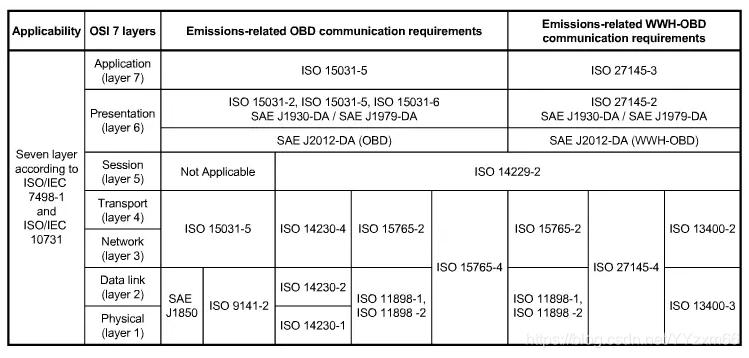 Applicability
OSI 7 layers
Emissions-related OBD communication requirements
Emissions-related WWH-OBD
communication requirements
Seven layer
according to
ISO/IEC
7498-1
and
ISO/IEC
10731
Application
(layer 7)
ISO 15031-5
ISO 27145-3
Presentation
(layer 6)
ISO 15031-2, ISO 15031-5, ISO 15031-6
SAE J1930-DA / SAE J1979-DA
ISO 27145-2
SAE J1930-DA / SAE J1979-DA
SAE J2012-DA (OBD)
SAE J2012-DA (WWH-OBD)
Session
(layer 5)
Not Applicable
ISO 14229-2
Transport
(layer 4)
Network
(layer 3)
ISO 15031-5
ISO 14230-4
ISO 15765-2
ISO 15765-4
ISO 15765-2
ISO 27145-4
ISO 13400-2
Data link
(layer 2)
Physical
(layer 1)
SAE
J1850
ISO 9141-2
ISO 14230-2
ISO 14230-1
ISO 11898-1,
ISO 11898 -2
ISO 11898-1,
ISO 11898 -2
ISO 13400-3